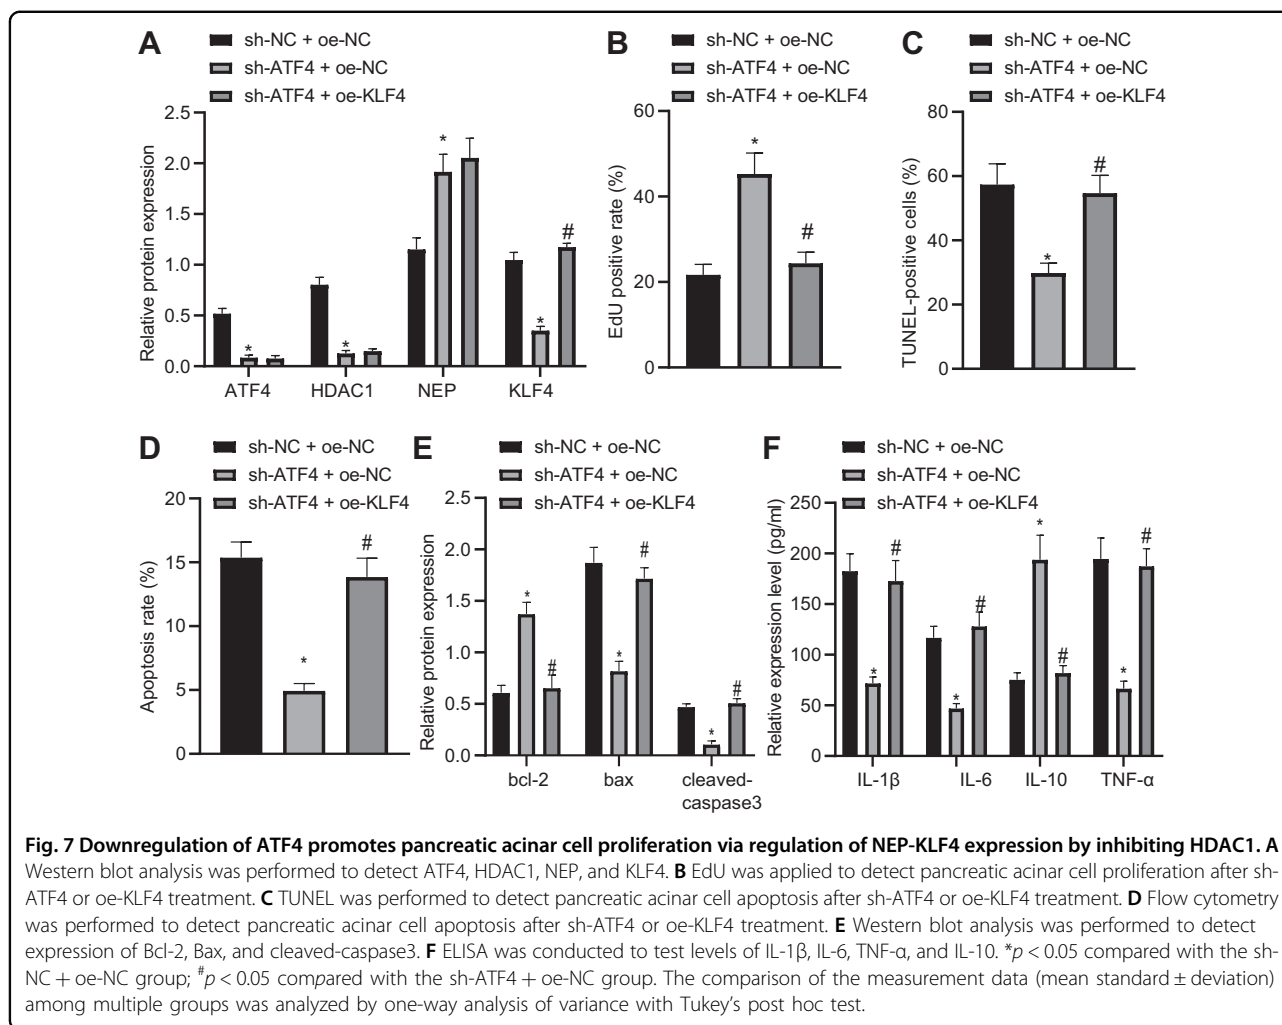 A
sh-NC + oe-NC
sh-ATF4 + oe-NC
sh-ATF4 + oe-KLF4
Relative protein expression
2.5
2.0
1.5
1.0
0.5
0.0
*
*
*
*
#
ATF4 HDAC1 NEP KLF4
B
sh-NC + oe-NC
sh-ATF4 + oe-NC
sh-ATF4 + oe-KLF4
EdU positive rate (%)
60
40
20
0
*
#
C
sh-NC + oe-NC
sh-ATF4 + oe-NC
sh-ATF4 + oe-KLF4
TUNEL-positive cells (%)
80
60
40
20
0
*
#
D
sh-NC + oe-NC
sh-ATF4 + oe-NC
sh-ATF4 + oe-KLF4
Apoptosis rate (%)
20
15
10
5
0
*
#
E
sh-NC + oe-NC
sh-ATF4 + oe-NC
sh-ATF4 + oe-KLF4
Relative protein expression
2.5
2.0
1.5
1.0
0.5
0.0
*
#
*
#
*
#
bcl-2 bax cleaved-
caspase3
F
sh-NC + oe-NC
sh-ATF4 + oe-NC
sh-ATF4 + oe-KLF4
Relative expression level (pg/ml)
250
200
150
100
50
0
*
#
*
#
*
#
*
#
IL-1β IL-6 IL-10 TNF-α
Fig. 7 Downregulation of ATF4 promotes pancreatic acinar cell proliferation via regulation of NEP-KLF4 expression by inhibiting HDAC1. A
Western blot analysis was performed to detect ATF4, HDAC1, NEP, and KLF4. B EdU was applied to detect pancreatic acinar cell proliferation after sh-
ATF4 or oe-KLF4 treatment. C TUNEL was performed to detect pancreatic acinar cell apoptosis after sh-ATF4 or oe-KLF4 treatment. D Flow cytometry
was performed to detect pancreatic acinar cell apoptosis after sh-ATF4 or oe-KLF4 treatment. E Western blot analysis was performed to detect
expression of Bcl-2, Bax, and cleaved-caspase3. F ELISA was conducted to test levels of IL-1β, IL-6, TNF-α, and IL-10. *p < 0.05 compared with the sh-
NC + oe-NC group; #p < 0.05 compared with the sh-ATF4 + oe-NC group. The comparison of the measurement data (mean standard ± deviation)
among multiple groups was analyzed by one-way analysis of variance with Tukey's post hoc test.